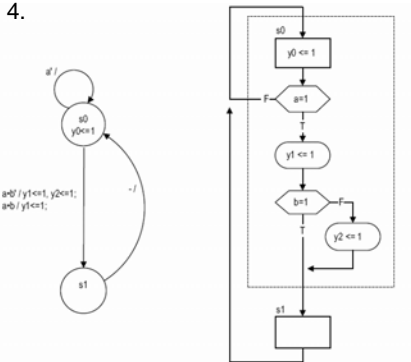 4.
a' /
s0
y0<=1
a•b' / y1<=1, y2<=1;
a•b / y1<=1;
- /
s1
s0
y0 <= 1
F
a=1
T
y1 <= 1
b=1
F
T
y2 <= 1
s1